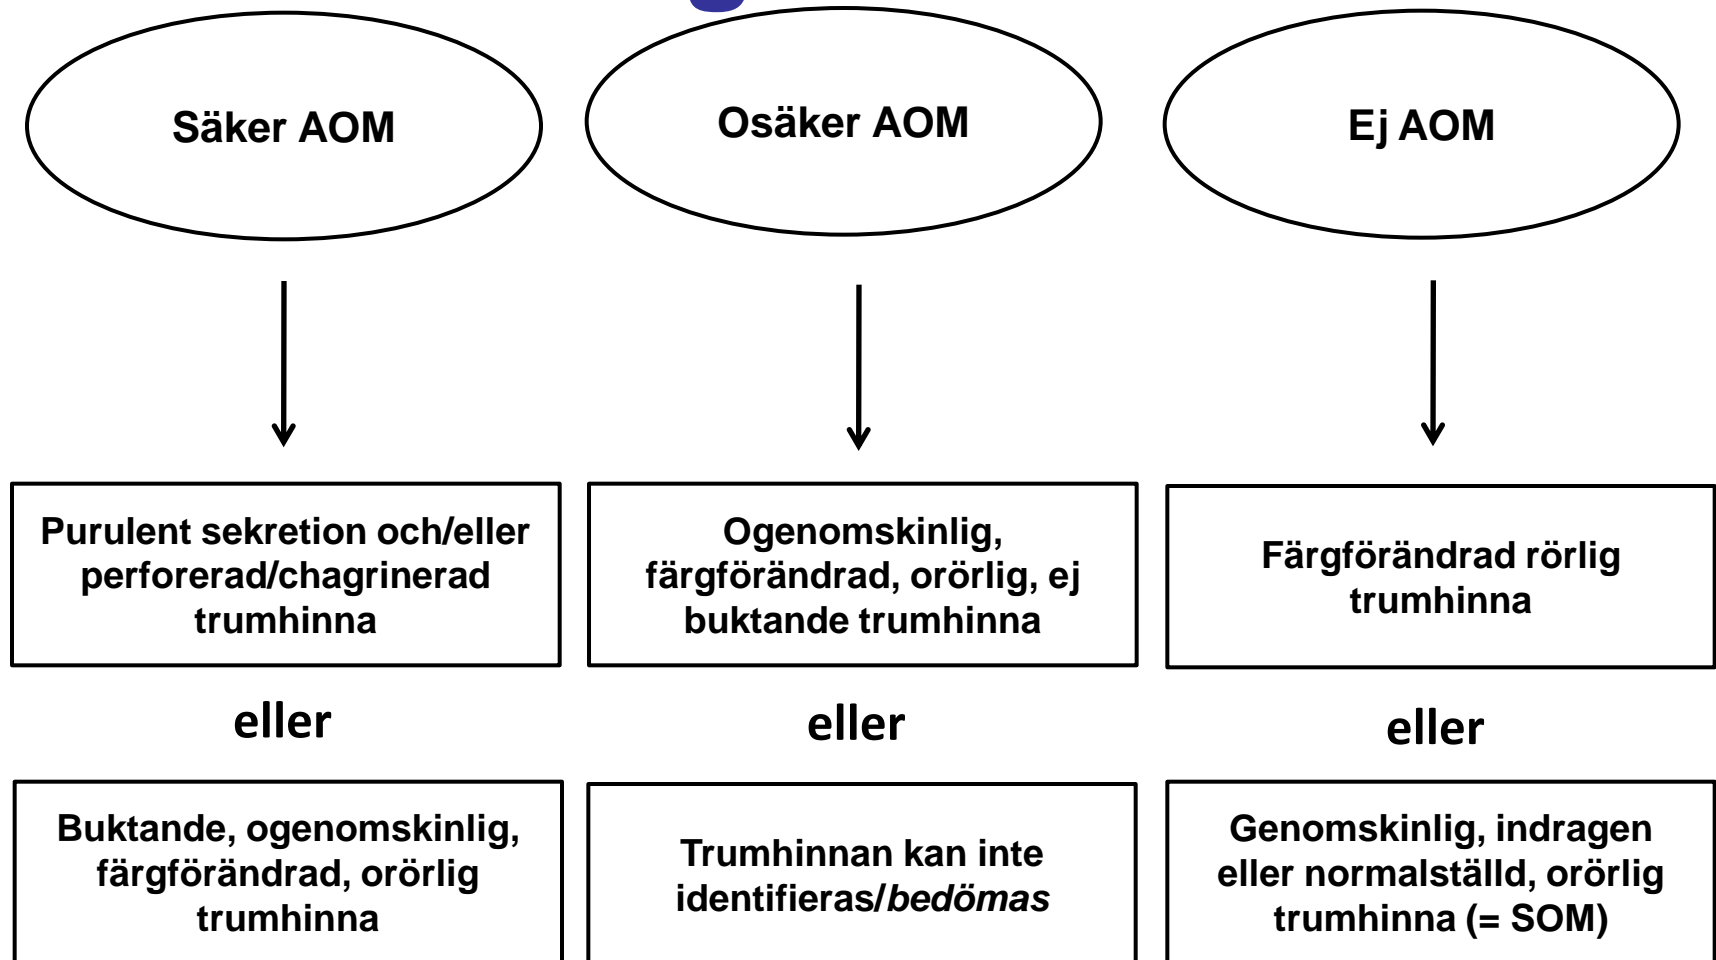 Säker AOM
Osäker AOM
Ej AOM
Purulent sekretion och/eller
perforerad/chagrinerad
trumhinna
Ogenomskinlig,
färgförändrad, orörlig, ej
buktande trumhinna
Färgförändrad rörlig
trumhinna
eller
eller
eller
Buktande, ogenomskinlig,
färgförändrad, orörlig
trumhinna
Trumhinnan kan inte
identifieras/bedömas
Genomskinlig, indragen
eller normalställd, orörlig
trumhinna (= SOM)